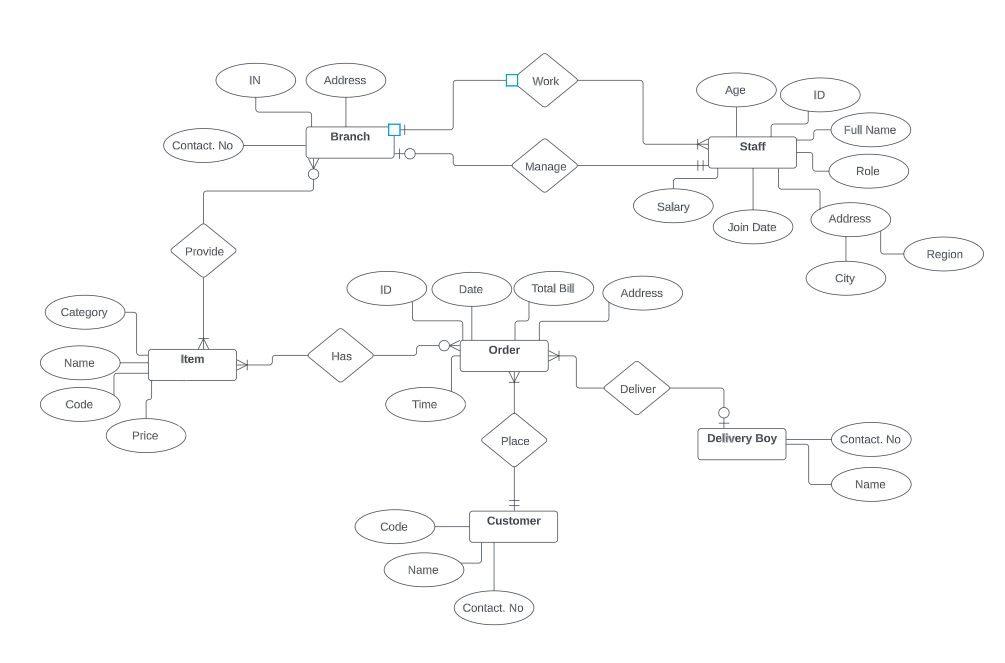 IN
Address
Work
Age
ID
Branch
Full Name
Contact. No
Staff
Manage
Role
Salary
Address
Join Date
Provide
Region
City
ID
Date
Total Bill
Address
Category
Order
Has
Item
Name
Deliver
Code
Time
Price
Place
Delivery Boy
Contact. No
Name
Customer
Code
Name
Contact. No